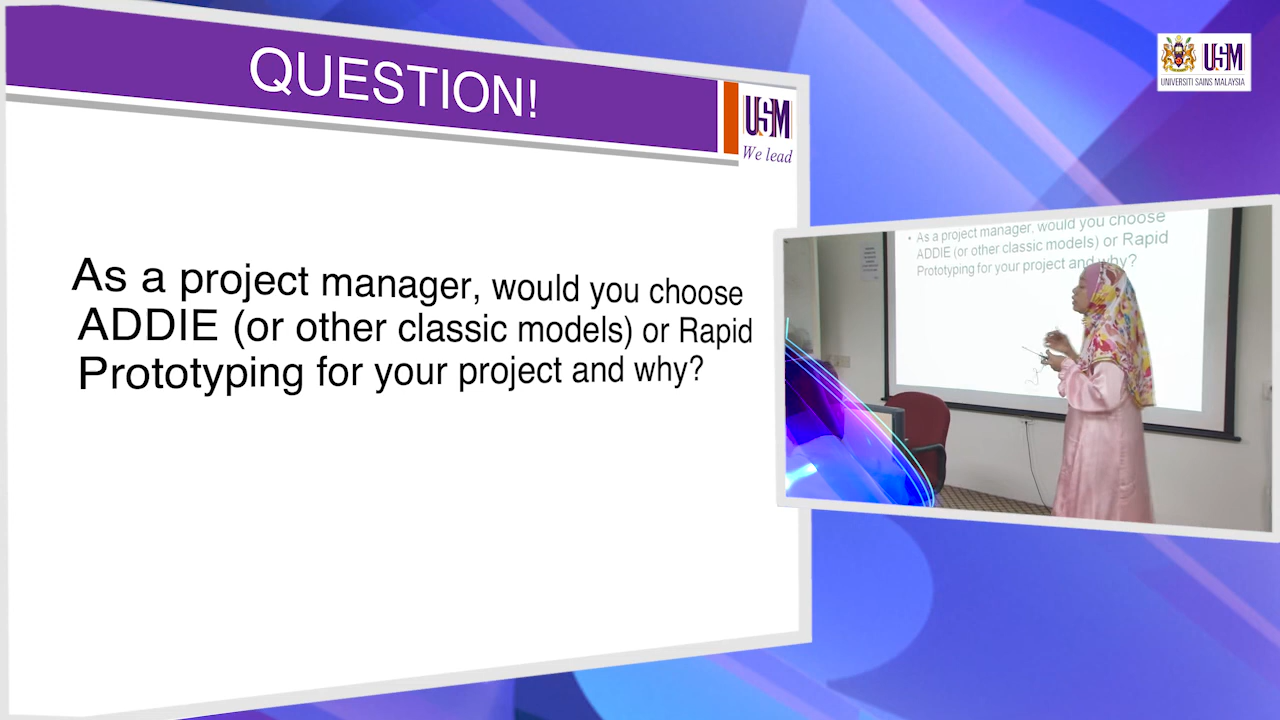 QUESTION!
USM
We lead
As a project manager, would you choose
ADDIE (or other classic models) or Rapid
Prototyping for your project and why?
USM
UNIVERSITI SAINS MALAYSIA
• As a project manager, would you choose
ADDIE (or other classic models) or Rapid
Prototyping for your project and why?